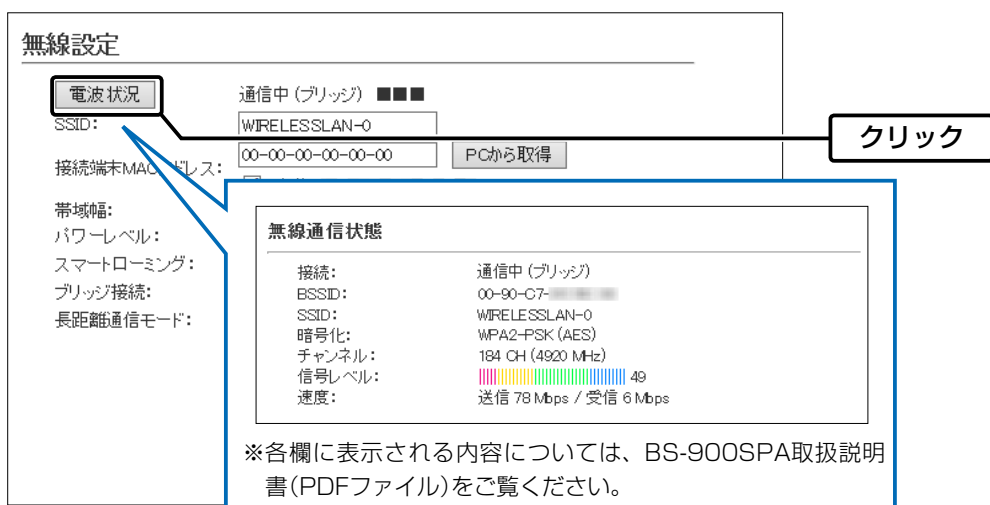 無線設定
電波状況 通信中 (ブリッジ)
SSID: WIRELESSLAN-0
クリック
接続端末MAC ドレス: 00-00-00-00-00-00 PCから取得
帯域幅:
パワーレベル:
スマートローミング:
ブリッジ接続:
長距離通信モード:
無線通信状態
接続: 通信中 (ブリッジ)
BSSID: 00-90-C7-
SSID: WIRELESSLAN-0
暗号化: WPA2-PSK (AES)
チャンネル: 184 CH (4920 MHz)
信号レベル: 49
速度: 送信 78 Mbps / 受信 6 Mbps
※各欄に表示される内容については、BS-900SPA取扱説明
書(PDFファイル)をご覧ください。